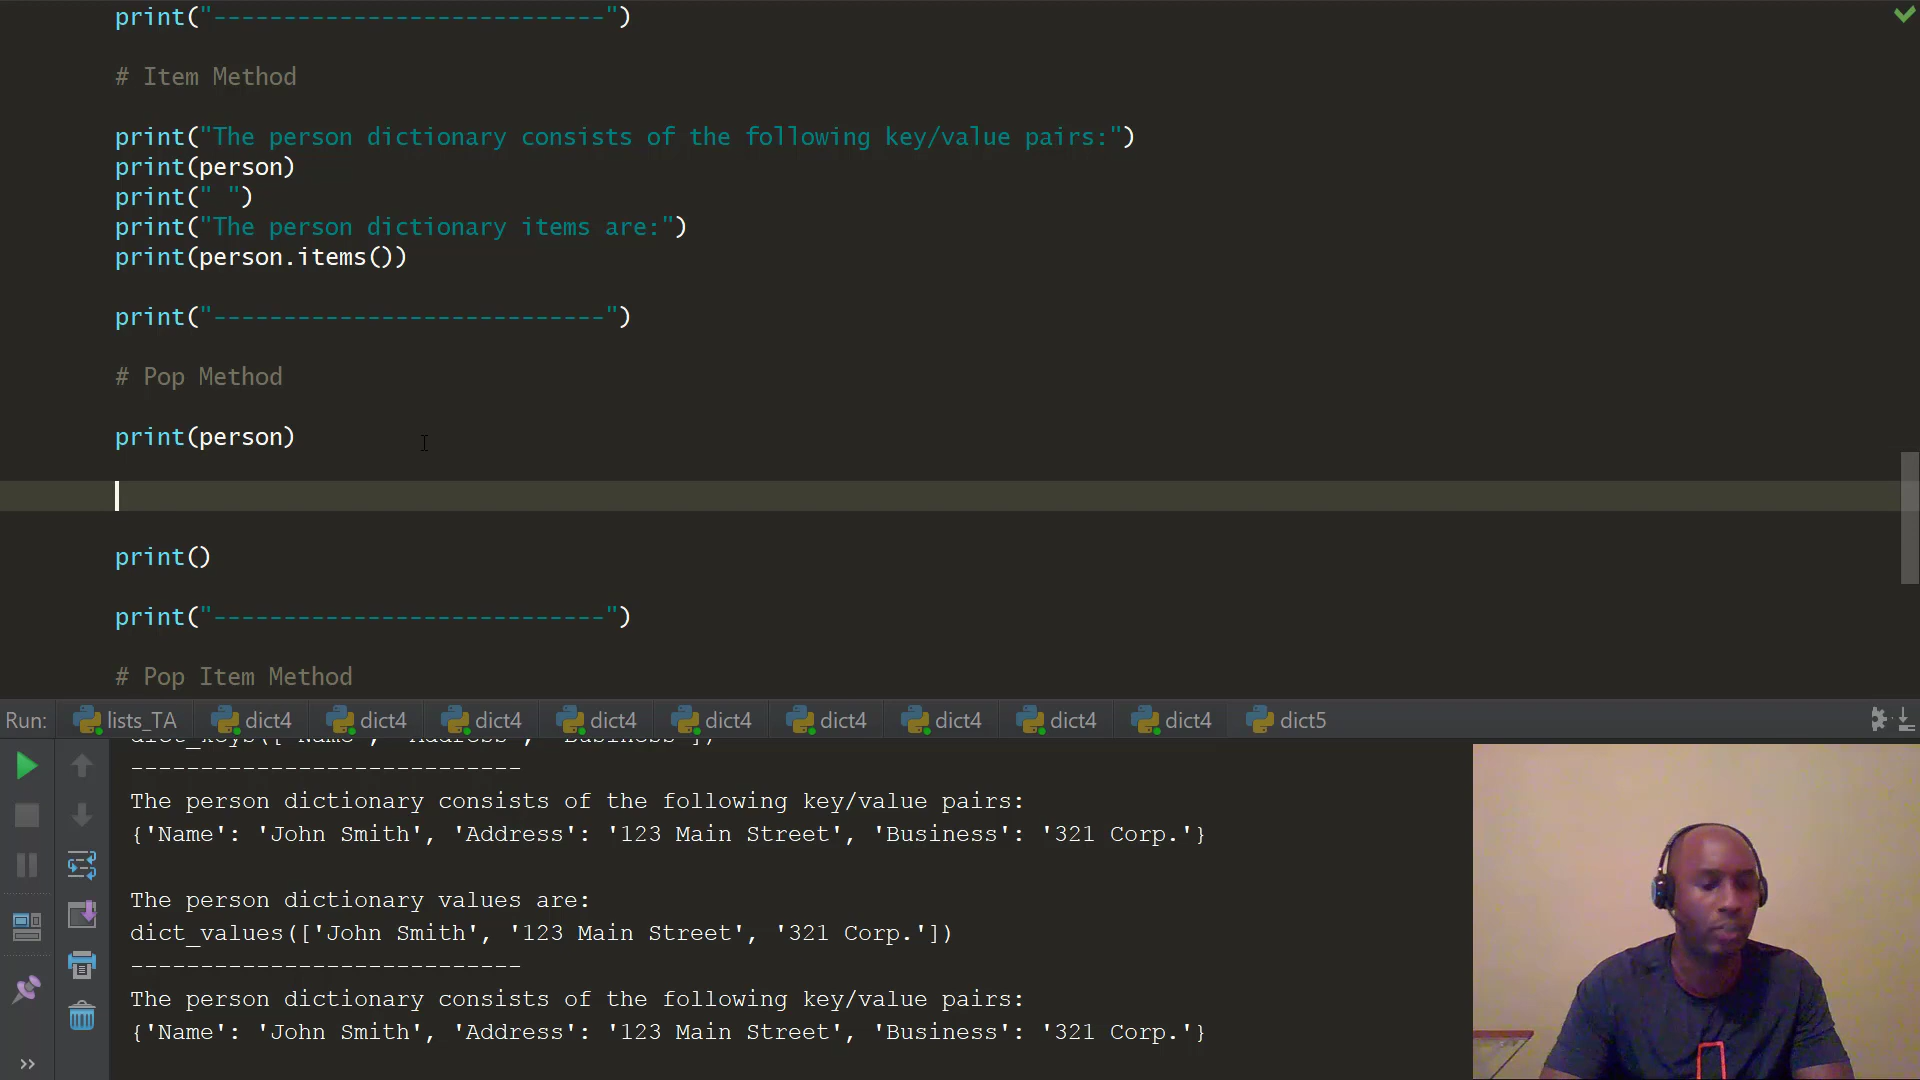 print("----------------------------")
# Item Method
print("The person dictionary consists of the following key/value pairs:")
print(person)
print(" ")
print("The person dictionary items are:")
print(person.items())
print("----------------------------")
# Pop Method
print(person)
print()
print("----------------------------")
# Pop Item Method
Run: lists_TA dict4 dict4 dict4 dict4 dict4 dict4 dict4 dict4 dict4 dict5
dict_keys(['Name', 'Address', 'Business'])
----------------------------
The person dictionary consists of the following key/value pairs:
{'Name': 'John Smith', 'Address': '123 Main Street', 'Business': '321 Corp.'}
The person dictionary values are:
dict_values(['John Smith', '123 Main Street', '321 Corp.'])
----------------------------
The person dictionary consists of the following key/value pairs:
{'Name': 'John Smith', 'Address': '123 Main Street', 'Business': '321 Corp.'}